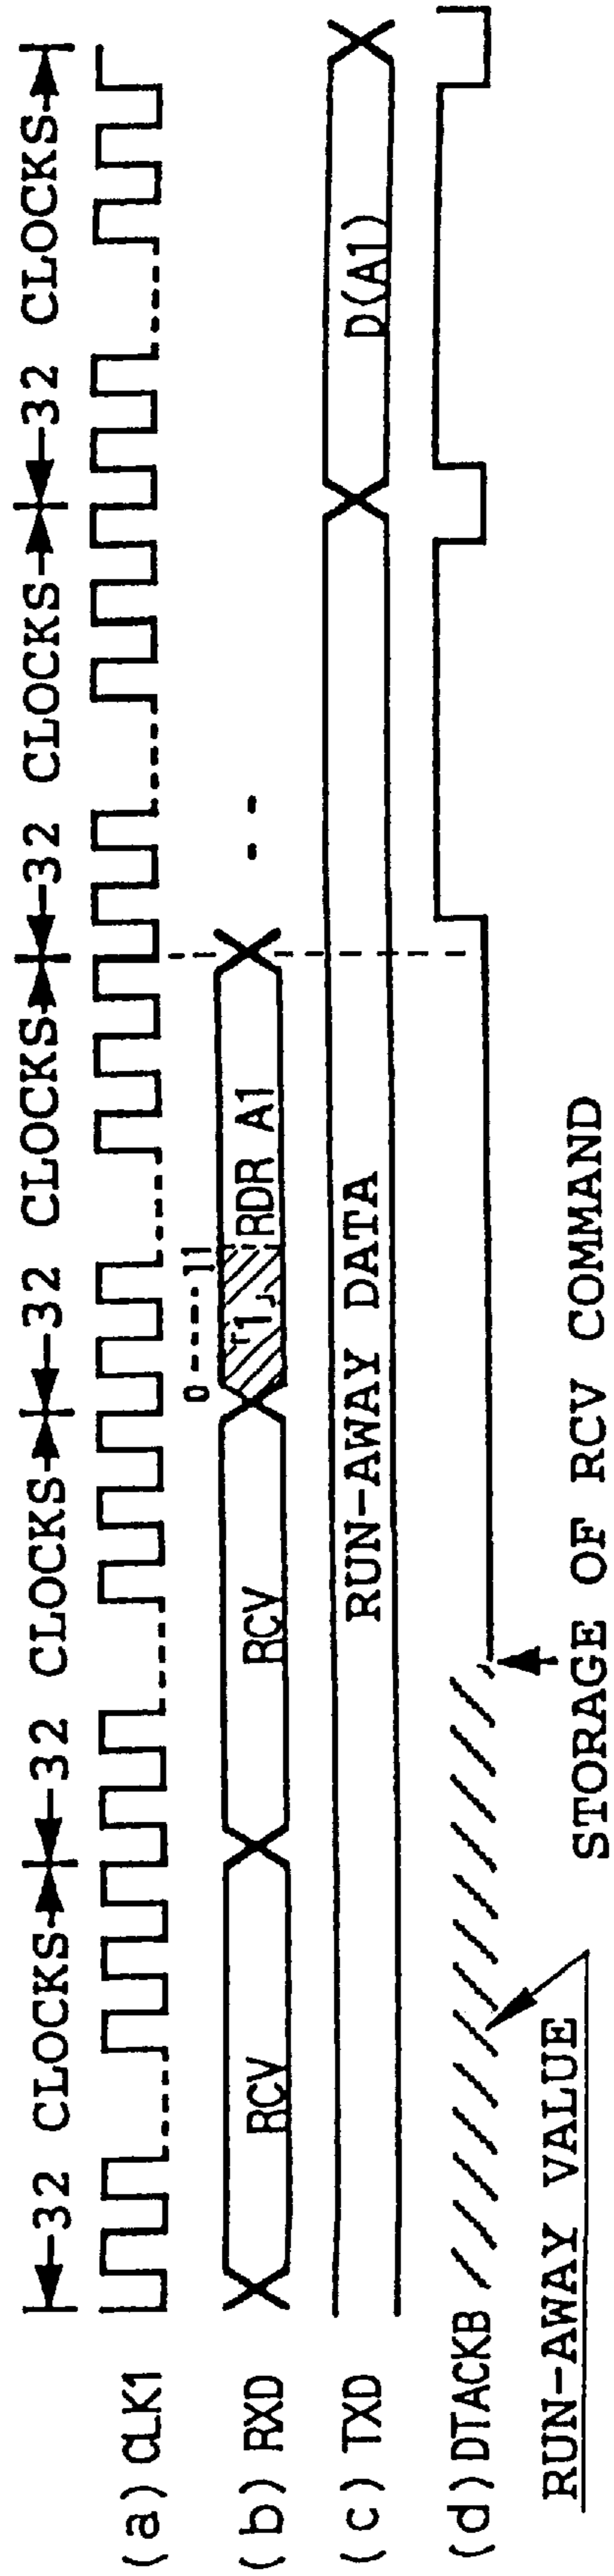 32 CLOCKS 32 CLOCKS 32 CLOCKS 32 CLOCKS 32 CLOCKS
(a) CLK1
0 ---- 11
(b) RXD RCV RCV 「1」 RDR A1 --
(c) TXD RUN-AWAY DATA D(A1)
(d) DTACKB
STORAGE OF RCV COMMAND
RUN-AWAY VALUE